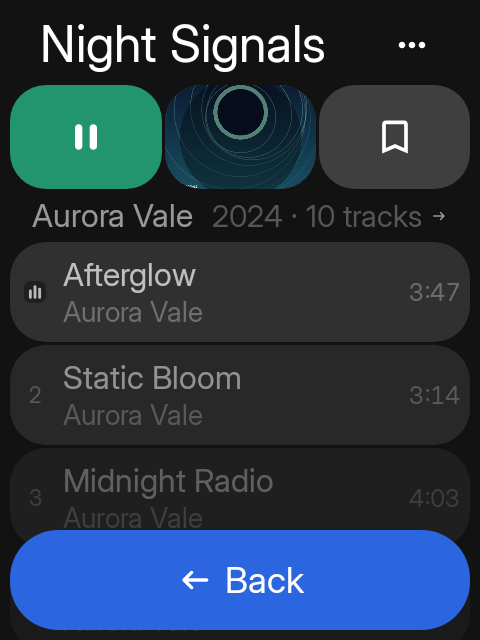 Night Signals
Aurora Vale 2024 · 10 tracks →
Afterglow
Aurora Vale
3:47
2
Static Bloom
Aurora Vale
3:14
3
Midnight Radio
Aurora Vale
4:03
← Back